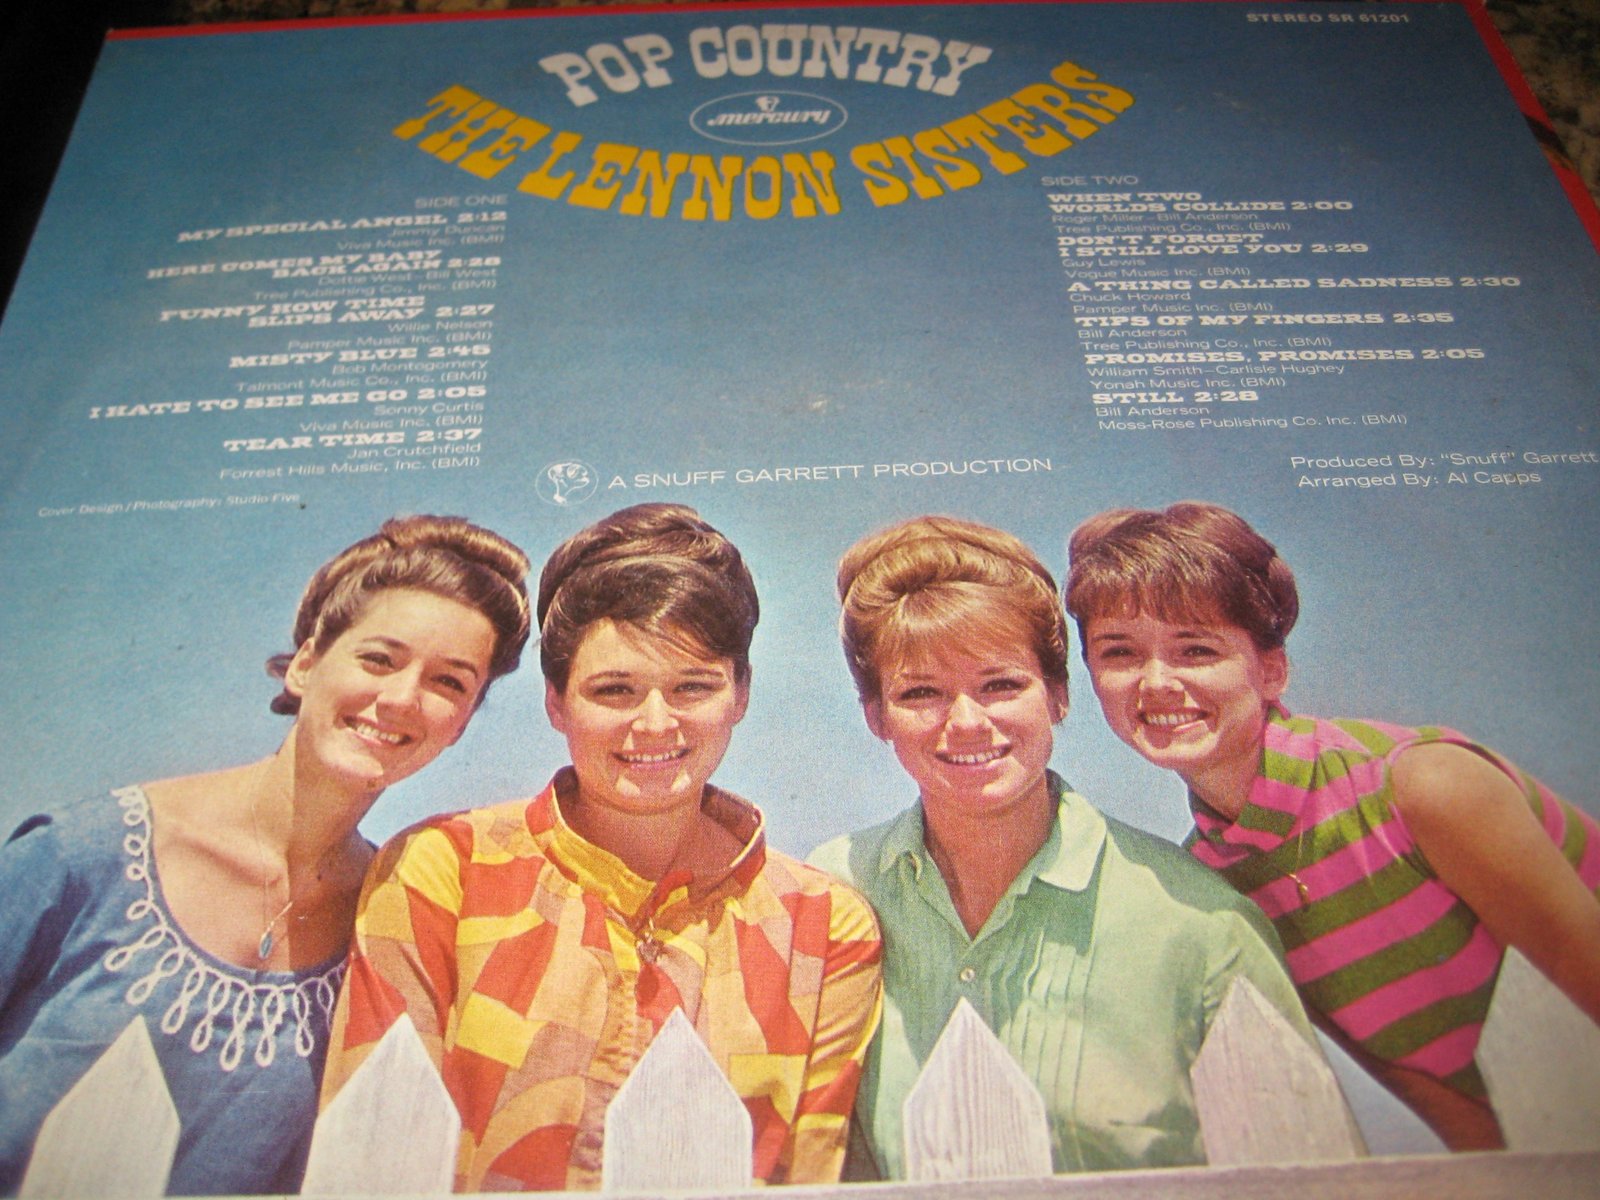 STEREO SR 61201
POP COUNTRY
mercury
THE LENNON SISTERS
SIDE ONE
MY SPECIAL ANGEL 2:12
Jimmy Duncan
Viva Music Inc. (BMI)
HERE COMES MY BABY
BACK AGAIN 2:28
Dottie West - Bill West
Tree Publishing Co., Inc. (BMI)
FUNNY HOW TIME
SLIPS AWAY 2:27
Willie Nelson
Pamper Music Inc. (BMI)
MISTY BLUE 2:45
Bob Montgomery
Talmont Music Co., Inc. (BMI)
I HATE TO SEE ME GO 2:05
Sonny Curtis
Viva Music Inc. (BMI)
TEAR TIME 2:37
Jan Crutchfield
Forrest Hills Music, Inc. (BMI)
SIDE TWO
WHEN TWO
WORLDS COLLIDE 2:00
Roger Miller—Bill Anderson
Tree Publishing Co., Inc. (BMI)
DON'T FORGET
I STILL LOVE YOU 2:29
Guy Lewis
Vogue Music Inc. (BMI)
A THING CALLED SADNESS 2:30
Chuck Howard
Pamper Music Inc. (BMI)
TIPS OF MY FINGERS 2:35
Bill Anderson
Tree Publishing Co., Inc. (BMI)
PROMISES, PROMISES 2:05
William Smith—Carlisle Hughey
Yonah Music Inc. (BMI)
STILL 2:28
Bill Anderson
Moss-Rose Publishing Co. Inc. (BMI)
Produced By: "Snuff" Garrett
Arranged By: Al Capps
A SNUFF GARRETT PRODUCTION
Cover Design/Photography: Studio Five